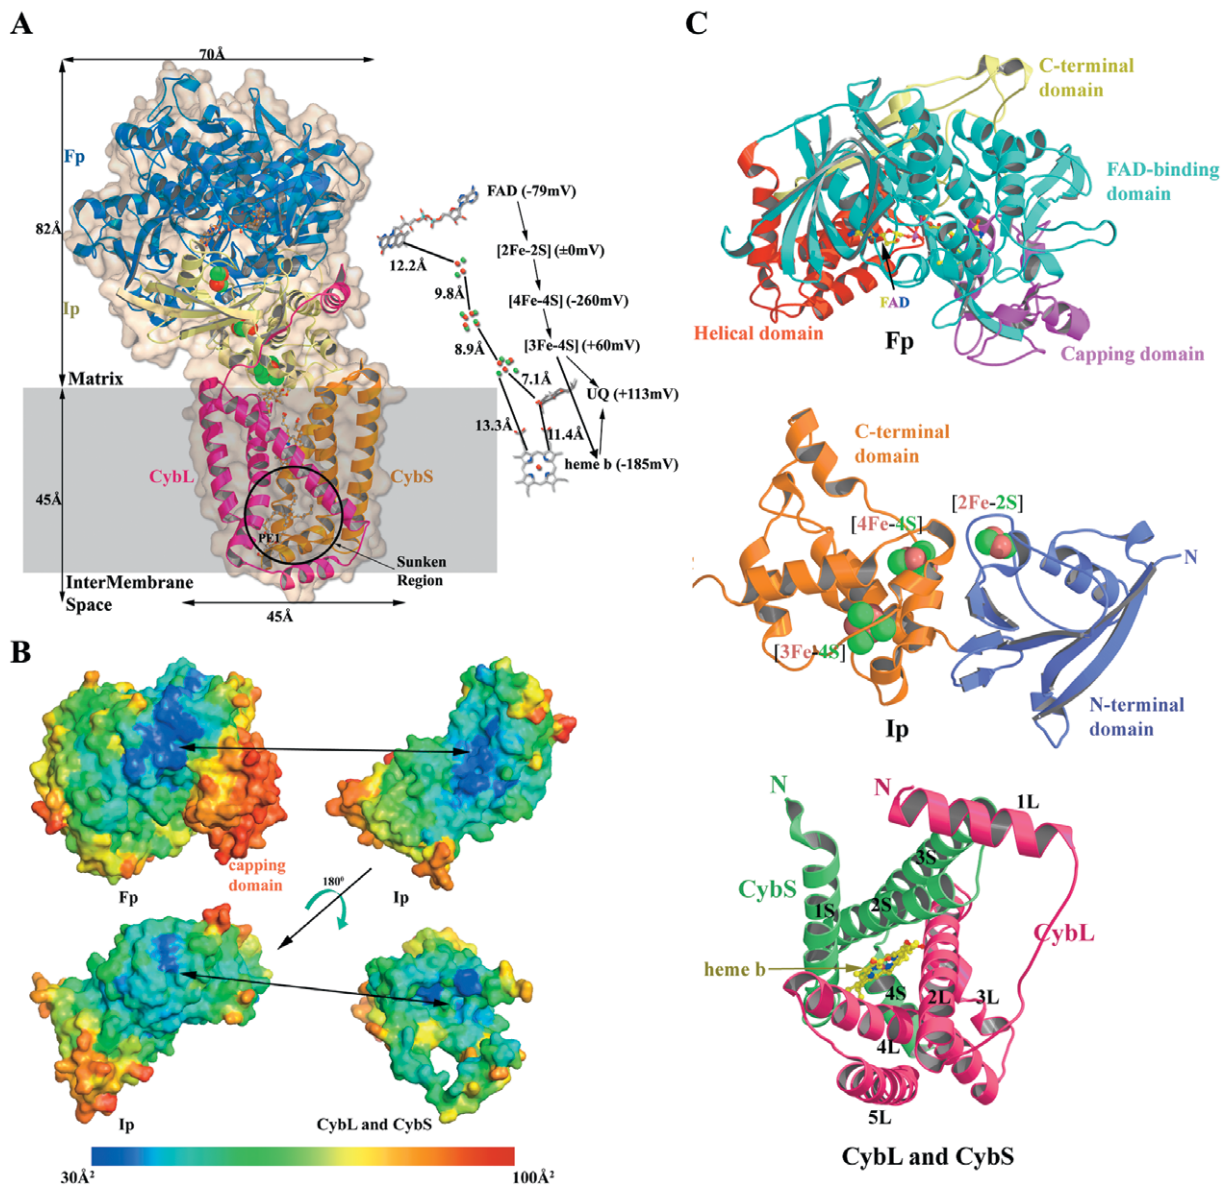 A
70Å
Fp
82Å
Ip
Matrix
CybL
CybS
45Å
PE1
Sunken
Region
InterMembrane
Space
45Å
FAD (-79mV)
12.2Å
[2Fe-2S] (±0mV)
9.8Å
[4Fe-4S] (-260mV)
8.9Å
[3Fe-4S] (+60mV)
7.1Å
UQ (+113mV)
13.3Å
11.4Å
heme b (-185mV)
B
capping
domain
Fp
Ip
180⁰
Ip
CybL and CybS
30Å²
100Å²
C
C-terminal
domain
FAD-binding
domain
FAD
Helical domain
Fp
Capping domain
C-terminal
domain
[2Fe-2S]
[4Fe-4S]
N
[3Fe-4S]
Ip
N-terminal
domain
N
N
1L
3S
CybS
1S
2S
CybL
heme b
4S
2L
3L
4L
5L
CybL and CybS